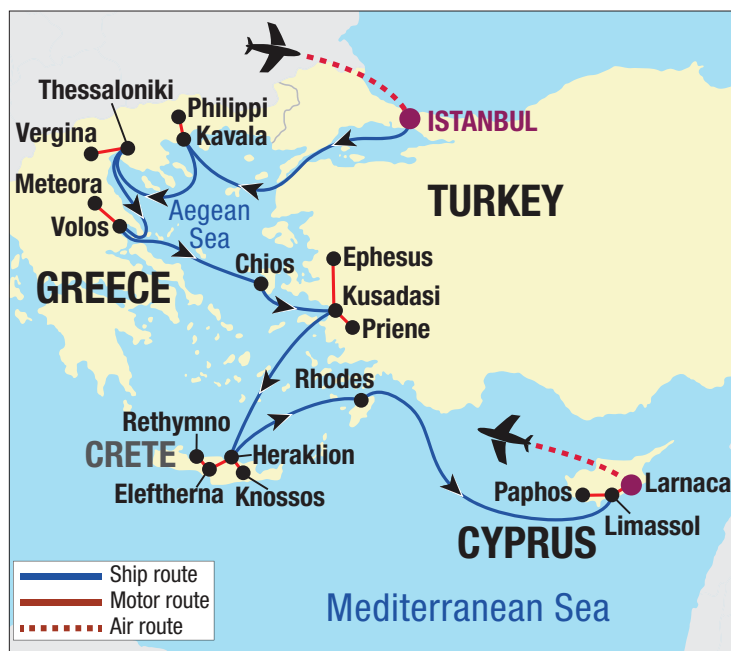 Thessaloniki
Philippi
Kavala
ISTANBUL
Vergina
Meteora
Volos
Aegean
Sea
TURKEY
GREECE
Chios
Ephesus
Kusadasi
Priene
Rhodes
Rethymno
CRETE
Heraklion
Eleftherna
Knossos
Paphos
Larnaca
Limassol
CYPRUS
Ship route
Motor route
Air route
Mediterranean Sea